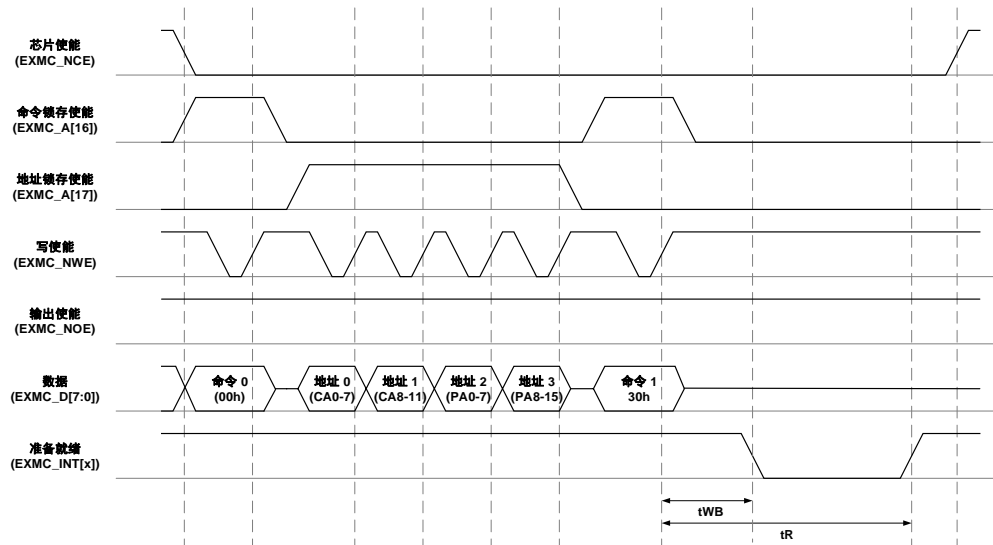 芯片使能
(EXMC_NCE)
命令锁存使能
(EXMC_A[16])
地址锁存使能
(EXMC_A[17])
写使能
(EXMC_NWE)
输出使能
(EXMC_NOE)
数据
(EXMC_D[7:0])
命令 0
(00h)
地址 0
(CA0-7)
地址 1
(CA8-11)
地址 2
(PA0-7)
地址 3
(PA8-15)
命令 1
30h
准备就绪
(EXMC_INT[x])
tWB
tR